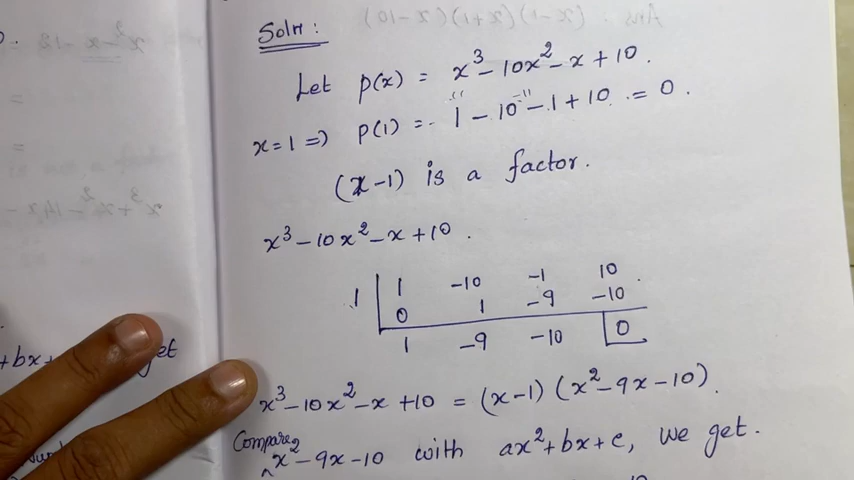 Soln :
Let p(x) = x³ - 10x² - x + 10 .
x = 1 => p(1) = 1 - 10 - 1 + 10 = 0 .
(x-1) is a factor.
x³ - 10x² - x + 10 .
1 | 1 -10 -1 10
0 1 -9 -10
1 -9 -10 0
x³ - 10x² - x + 10 = (x-1) (x² - 9x - 10) .
Compare
x² - 9x - 10 with ax² + bx + c, we get.